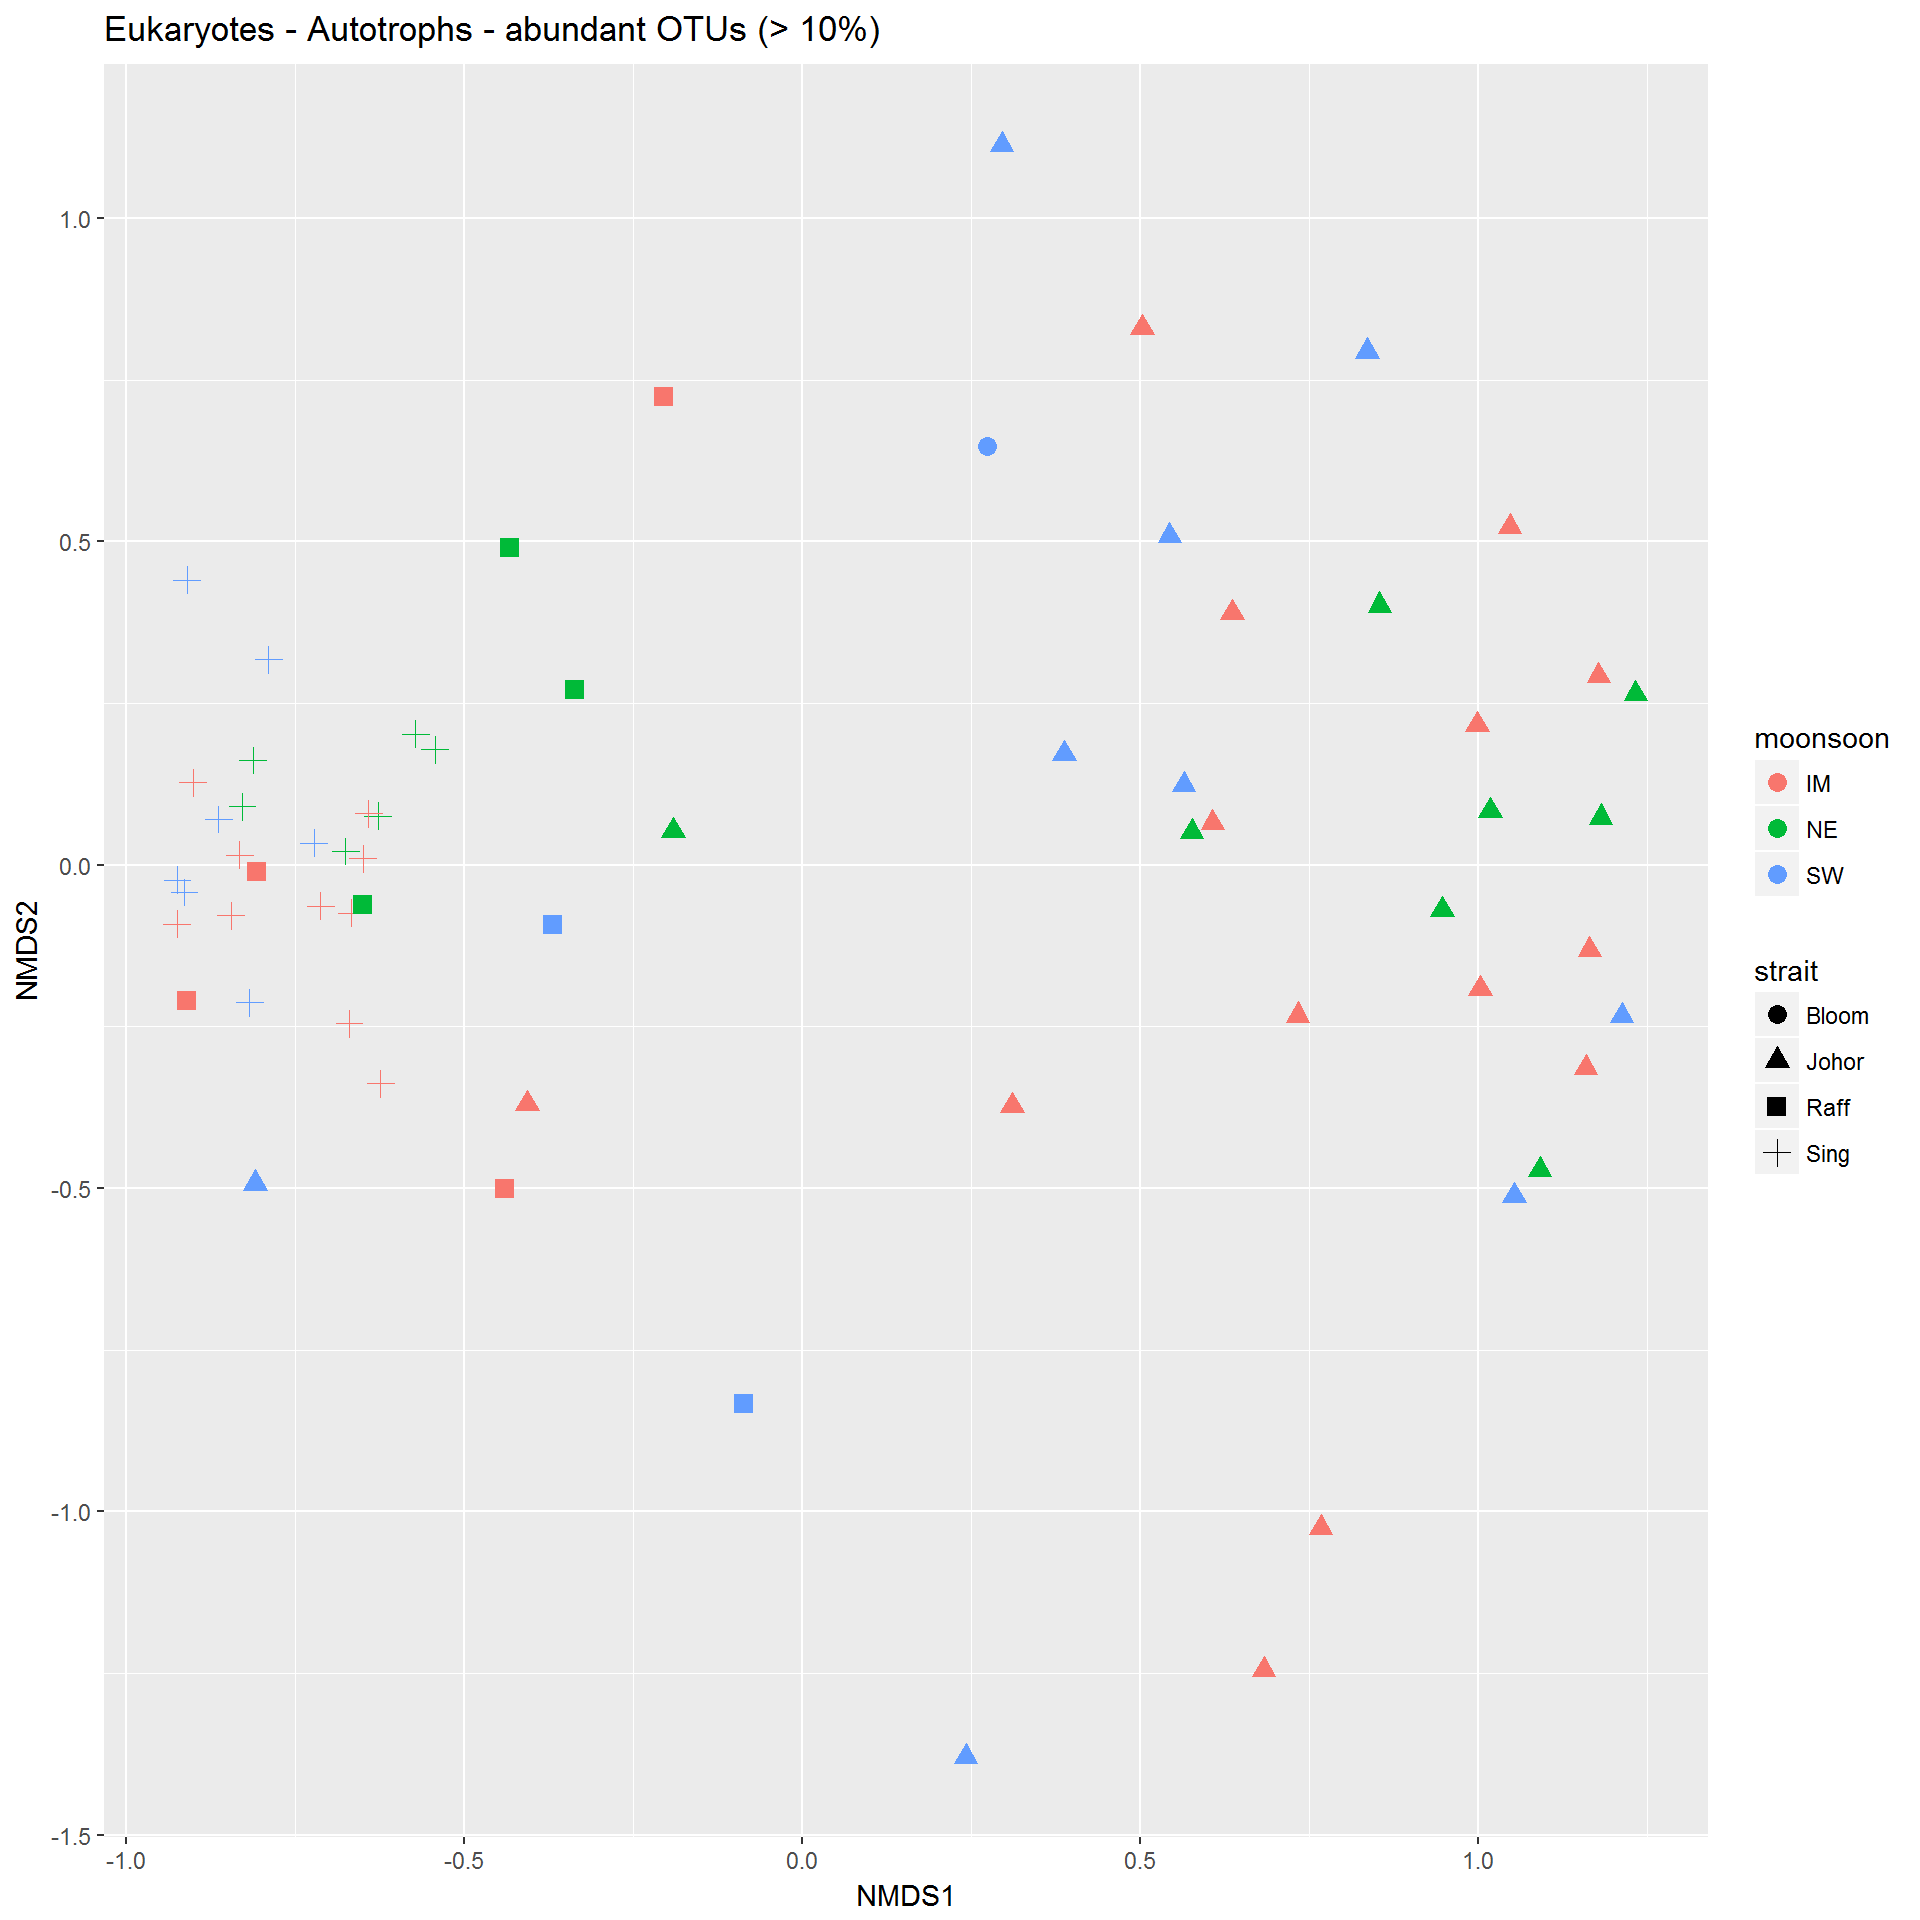 Eukaryotes - Autotrophs - abundant OTUs (> 10%)
1.0
0.5
0.0
-0.5
-1.0
-1.5
NMDS2
-1.0
-0.5
0.0
0.5
1.0
NMDS1
moonsoon
IM
NE
SW
strait
Bloom
Johor
Raff
Sing